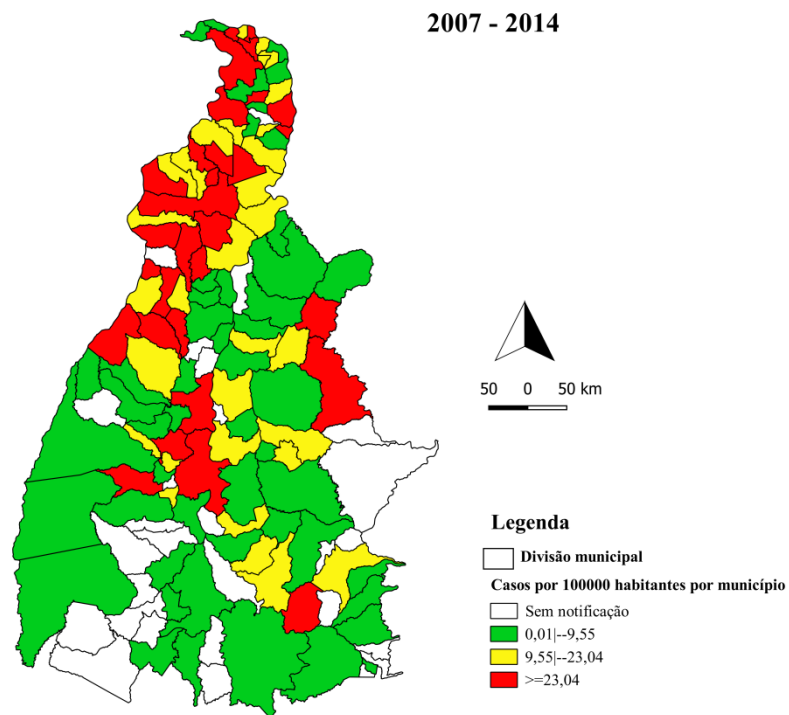 2007 - 2014
50 0 50 km
Legenda
Divisão municipal
Casos por 100000 habitantes por município
Sem notificação
0,01|--9,55
9,55|--23,04
>=23,04